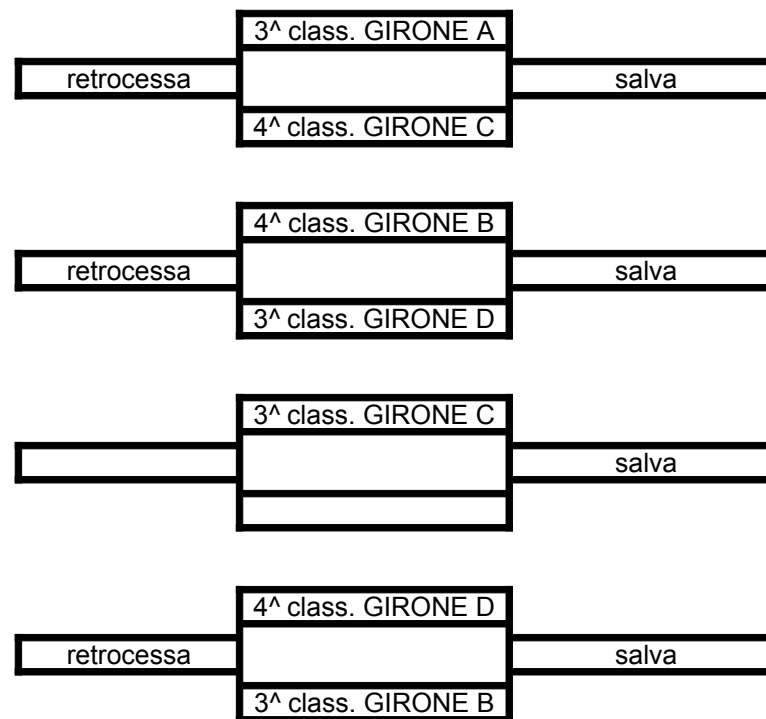 3^ class. GIRONE A
retrocessa salva
4^ class. GIRONE C
4^ class. GIRONE B
retrocessa salva
3^ class. GIRONE D
3^ class. GIRONE C
salva
4^ class. GIRONE D
retrocessa salva
3^ class. GIRONE B